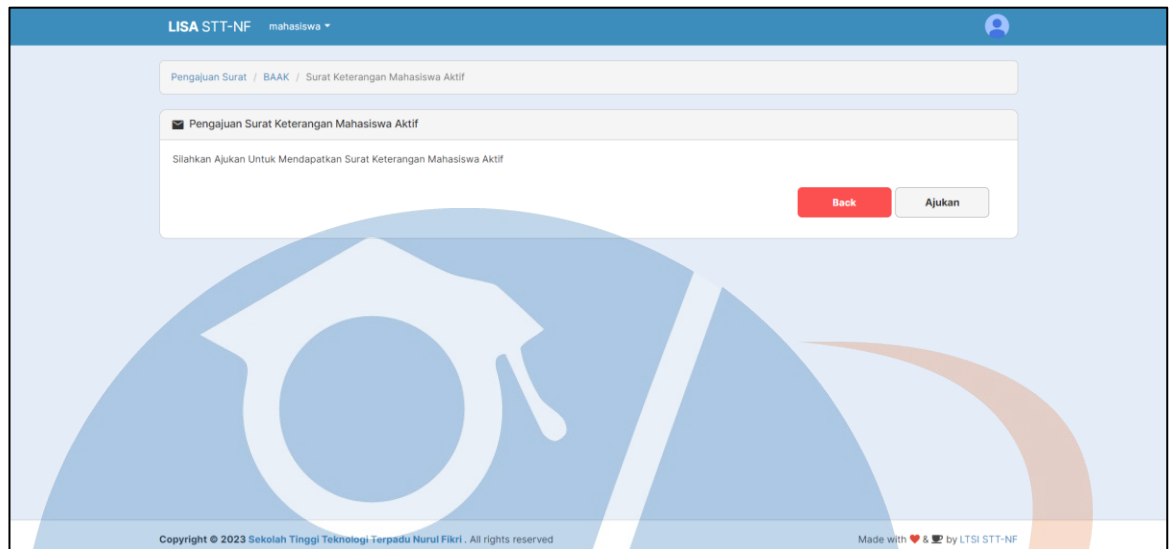 LISA STT-NF mahasiswa
Pengajuan Surat / BAAK / Surat Keterangan Mahasiswa Aktif
Pengajuan Surat Keterangan Mahasiswa Aktif
Silahkan Ajukan Untuk Mendapatkan Surat Keterangan Mahasiswa Aktif
Back Ajukan
Copyright © 2023 Sekolah Tinggi Teknologi Terpadu Nurul Fikri . All rights reserved
Made with ❤ & by LTSI STT-NF